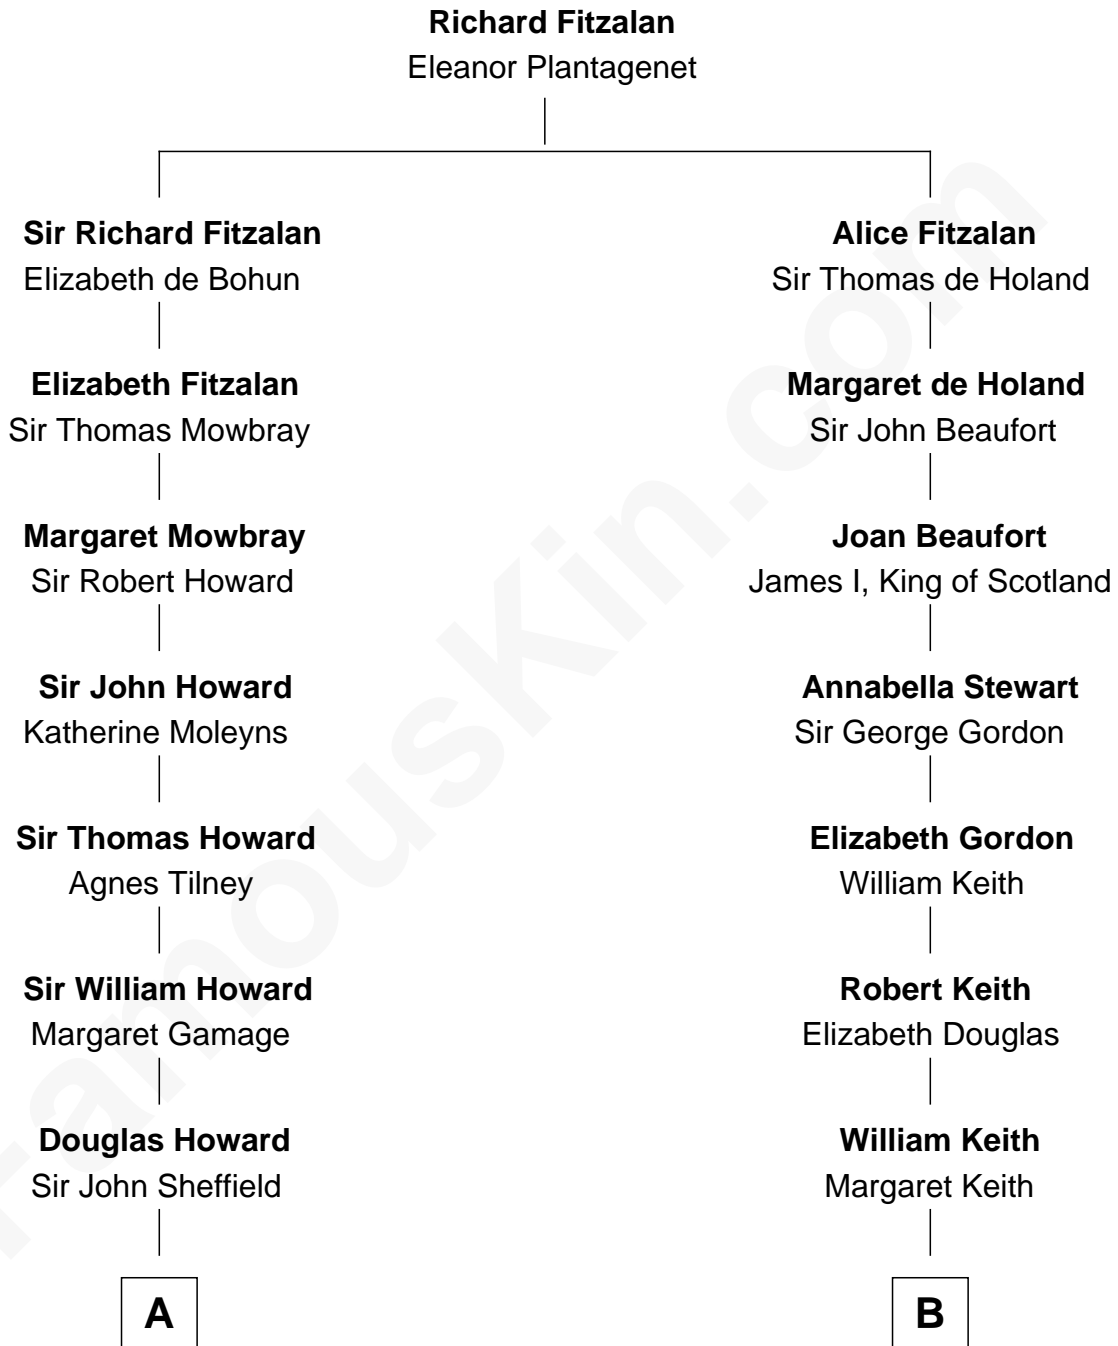 Richard Fitzalan
Eleanor Plantagenet
Sir Richard Fitzalan
Elizabeth de Bohun
Elizabeth Fitzalan
Sir Thomas Mowbray
Margaret Mowbray
Sir Robert Howard
Sir John Howard
Katherine Moleyns
Sir Thomas Howard
Agnes Tilney
Sir William Howard
Margaret Gamage
Douglas Howard
Sir John Sheffield
A
Alice Fitzalan
Sir Thomas de Holand
Margaret de Holand
Sir John Beaufort
Joan Beaufort
James I, King of Scotland
Annabella Stewart
Sir George Gordon
Elizabeth Gordon
William Keith
Robert Keith
Elizabeth Douglas
William Keith
Margaret Keith
B
FamousKin.com